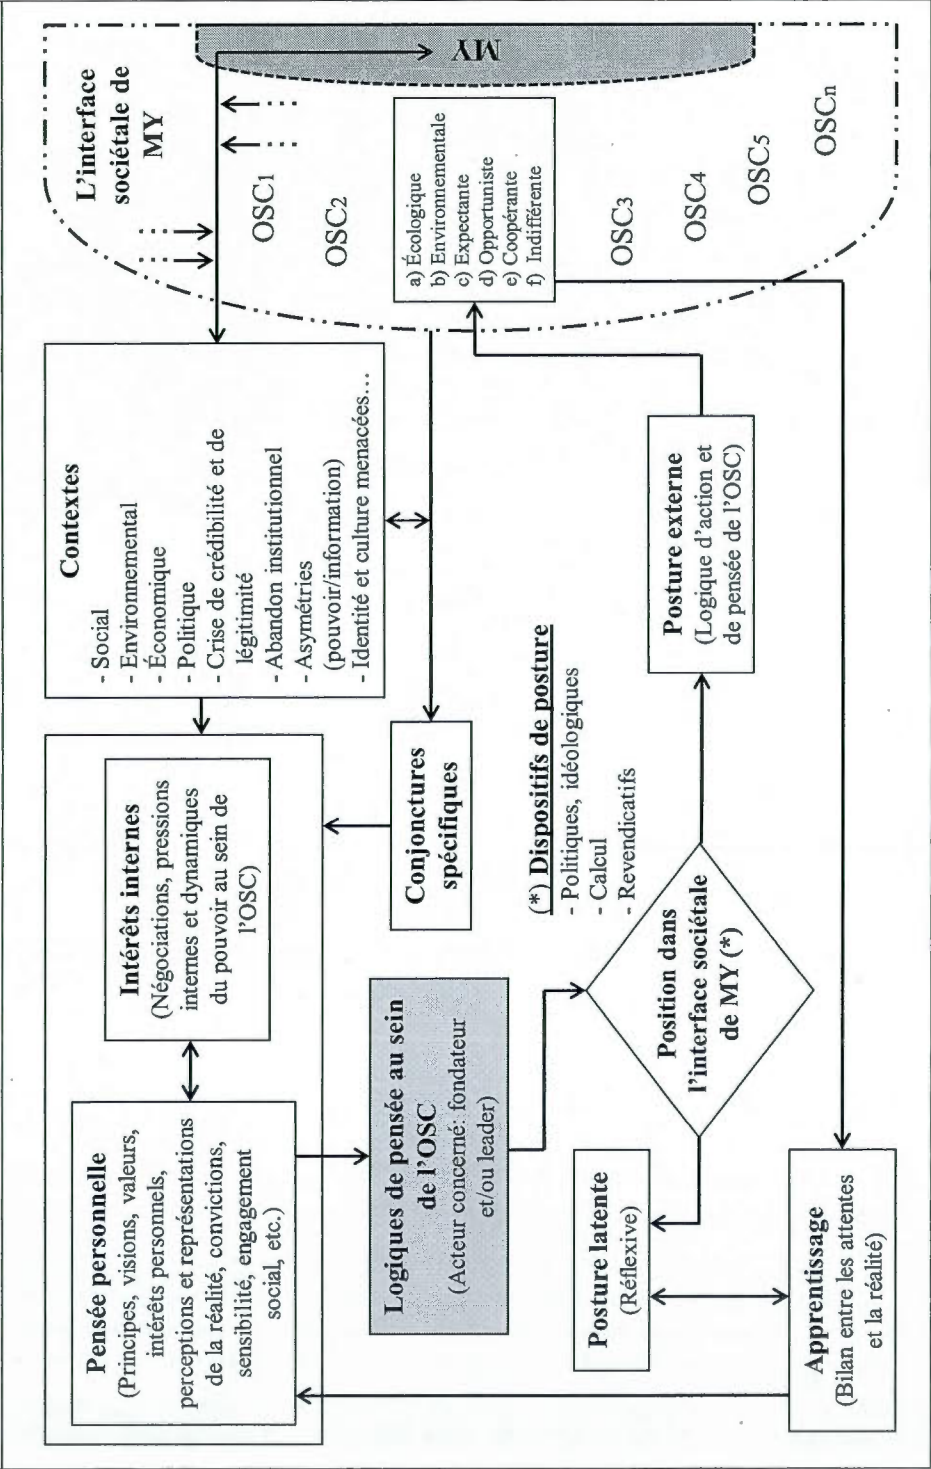 Pensée personnelle
(Principes, visions, valeurs,
intérêts personnels,
perceptions et représentations
de la réalité, convictions,
sensibilité, engagement
social, etc.)
Intérêts internes
(Négociations, pressions
internes et dynamiques
du pouvoir au sein de
l'OSC)
Contextes
- Social
- Environnemental
- Économique
- Politique
- Crise de crédibilité et de
légitimité
- Abandon institutionnel
- Asymétries
(pouvoir/information)
- Identité et culture menacées…
L'interface
sociétale de
MY
OSC1
OSC2
MY
a) Écologique
b) Environnementale
c) Expectante
d) Opportuniste
e) Coopérante
f) Indifférente
OSC3
OSC4
OSC5
OSCn
Conjonctures
spécifiques
Logiques de pensée au sein
de l'OSC
(Acteur concerné: fondateur
et/ou leader)
(*) Dispositifs de posture
- Politiques, idéologiques
- Calcul
- Revendicatifs
Position dans
l'interface sociétale
de MY (*)
Posture externe
(Logique d'action et
de pensée de l'OSC)
Posture latente
(Réflexive)
Apprentissage
(Bilan entre les attentes
et la réalité)